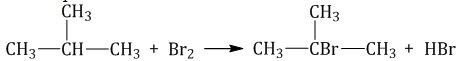 CH₃ CH₃
CH₃—CH—CH₃ + Br₂ ⟶ CH₃—CBr—CH₃ + HBr